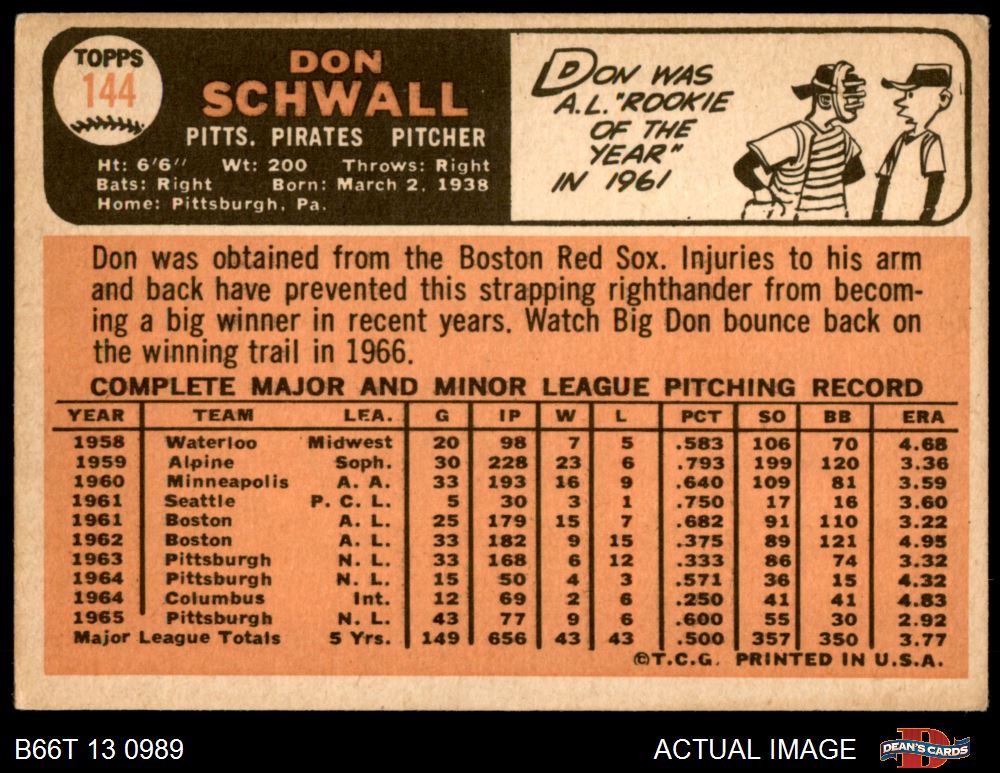 TOPPS
144
DON
SCHWALL
PITTS. PIRATES PITCHER
Ht: 6'6" Wt: 200 Throws: Right
Bats: Right Born: March 2, 1938
Home: Pittsburgh, Pa.
DON WAS
A.L. "ROOKIE
OF THE
YEAR"
IN 1961
Don was obtained from the Boston Red Sox. Injuries to his arm
and back have prevented this strapping righthander from becom-
ing a big winner in recent years. Watch Big Don bounce back on
the winning trail in 1966.
COMPLETE MAJOR AND MINOR LEAGUE PITCHING RECORD
YEAR TEAM LEA. G IP W L PCT SO BB ERA
1958 Waterloo Midwest 20 98 7 5 .583 106 70 4.68
1959 Alpine Soph. 30 228 23 6 .793 199 120 3.36
1960 Minneapolis A. A. 33 193 16 9 .640 109 81 3.59
1961 Seattle P. C. L. 5 30 3 1 .750 17 16 3.60
1961 Boston A. L. 25 179 15 7 .682 91 110 3.22
1962 Boston A. L. 33 182 9 15 .375 89 121 4.95
1963 Pittsburgh N. L. 33 168 6 12 .333 86 74 3.32
1964 Pittsburgh N. L. 15 50 4 3 .571 36 15 4.32
1964 Columbus Int. 12 69 2 6 .250 41 41 4.83
1965 Pittsburgh N. L. 43 77 9 6 .600 55 30 2.92
Major League Totals 5 Yrs. 149 656 43 43 .500 357 350 3.77
©T.C.G. PRINTED IN U.S.A.
B66T 13 0989
ACTUAL IMAGE
DEAN'S CARDS